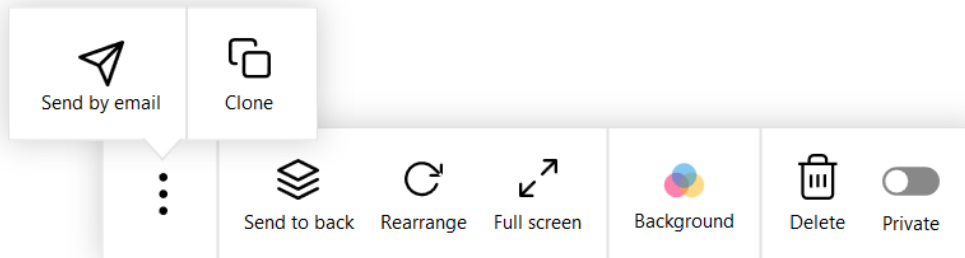 Send by email
Clone
Send to back
Rearrange
Full screen
Background
Delete
Private